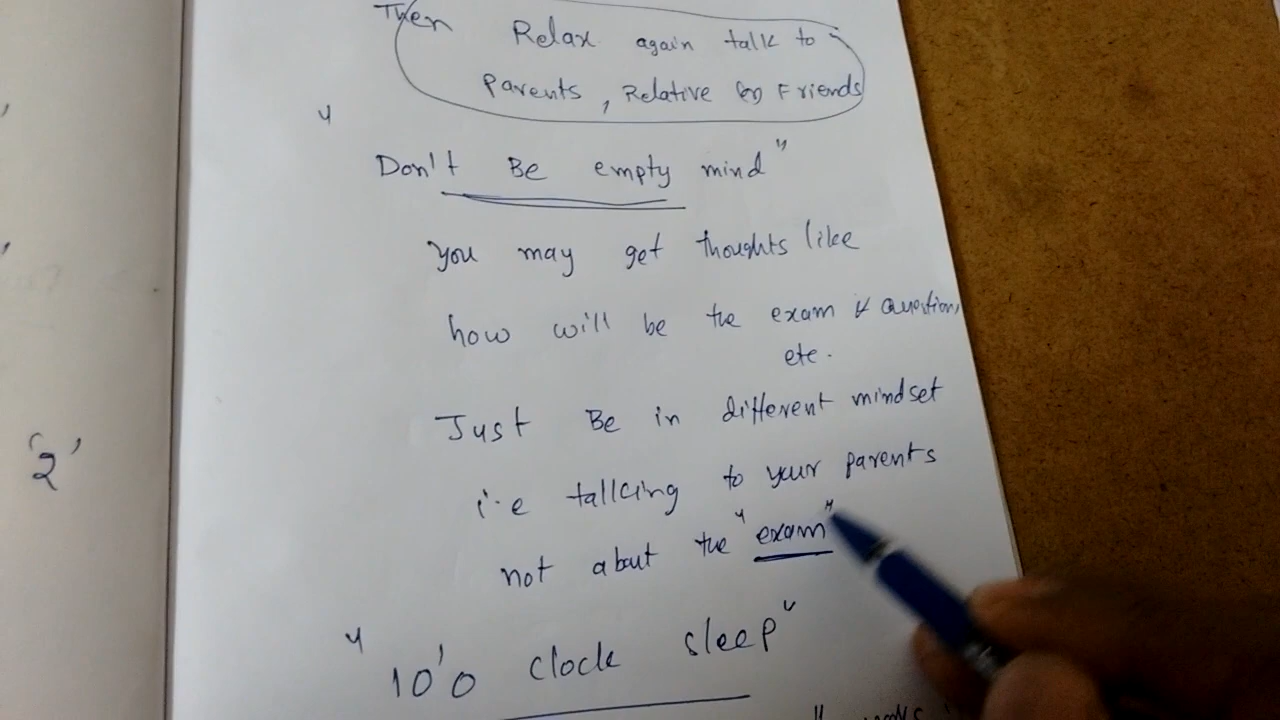 Then Relax again talk to
parents, Relative (or) Friends
"Don't Be empty mind"
you may get thoughts like
how will be the exam & question,
etc.
Just Be in different mindset
i.e talking to your parents
not about the "exam"
'2'
"10'0 clock sleep"